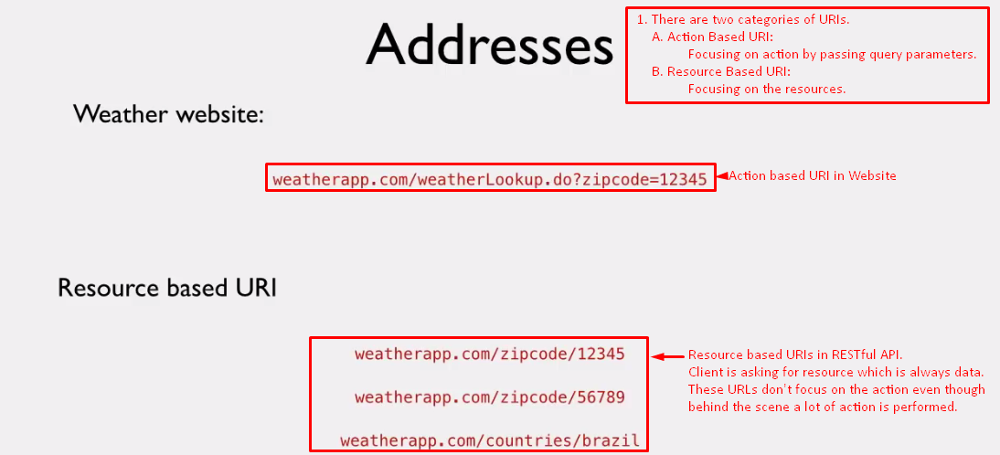 Addresses
1. There are two categories of URIs.
A. Action Based URI:
Focusing on action by passing query parameters.
B. Resource Based URI:
Focusing on the resources.
Weather website:
weatherapp.com/weatherLookup.do?zipcode=12345
Action based URI in Website
Resource based URI
weatherapp.com/zipcode/12345
weatherapp.com/zipcode/56789
weatherapp.com/countries/brazil
Resource based URIs in RESTful API.
Client is asking for resource which is always data.
These URLs don't focus on the action even though
behind the scene a lot of action is performed.